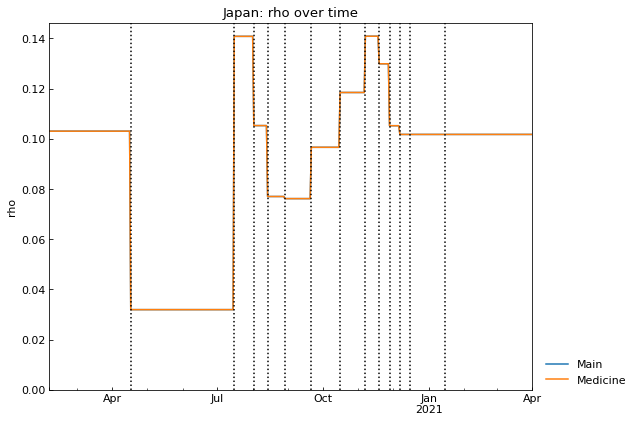 Japan: rho over time
0.14
0.12
0.10
0.08
0.06
0.04
0.02
0.00
rho
Apr
Jul
Oct
Jan
2021
Apr
Main
Medicine